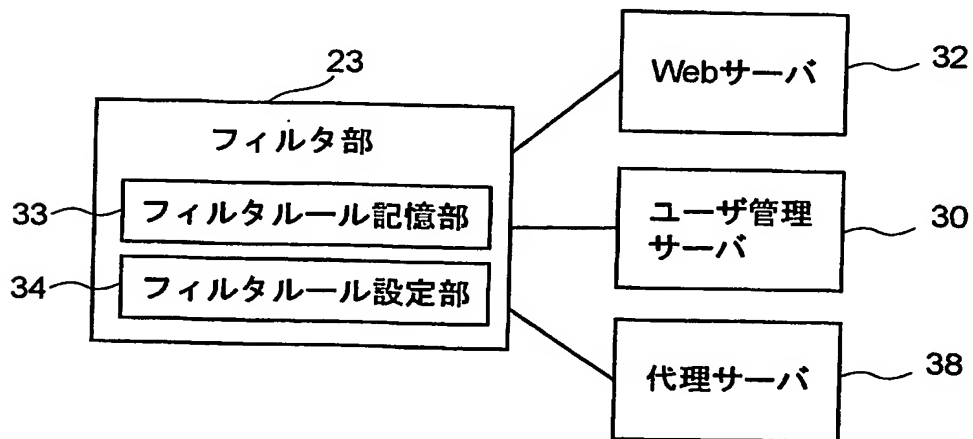 23
フィルタ部
33
フィルタルール記憶部
34
フィルタルール設定部
Webサーバ
32
ユーザ管理
サーバ
30
代理サーバ
38